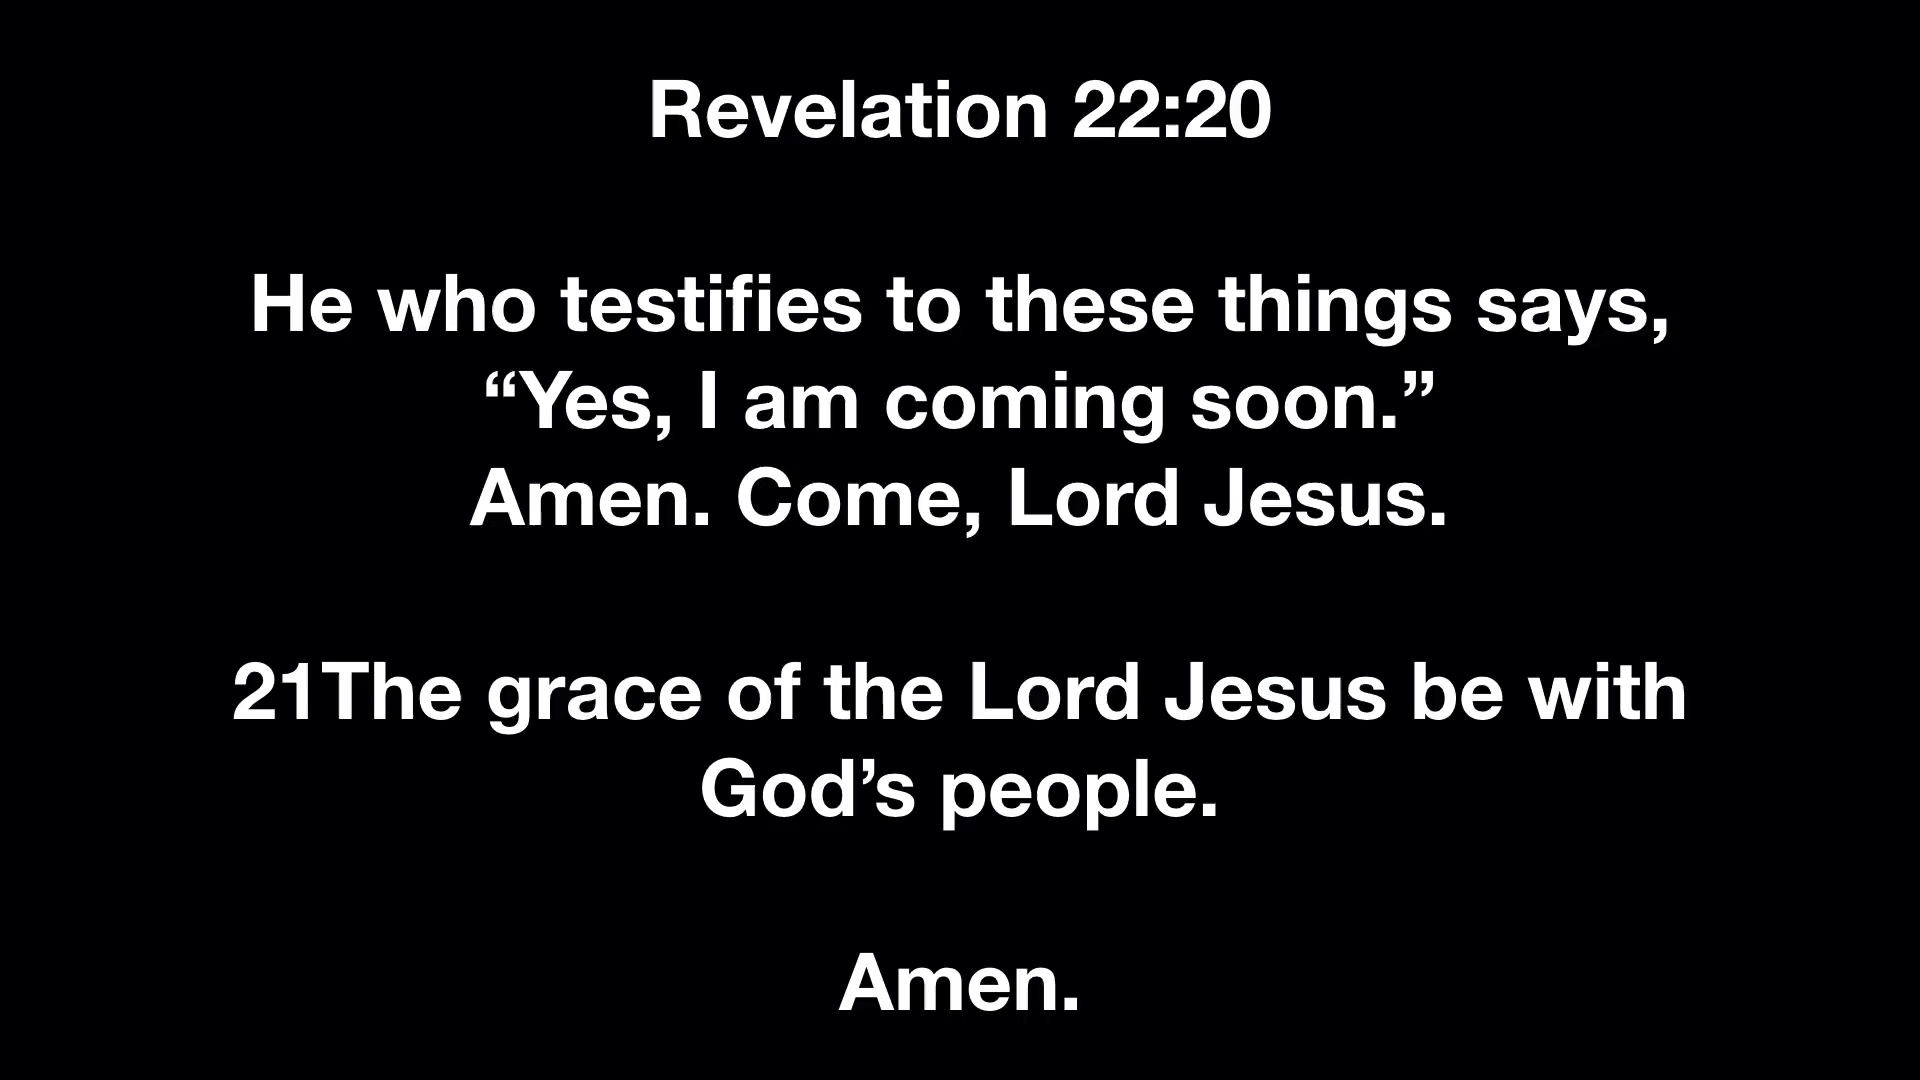 Revelation 22:20
He who testifies to these things says,
“Yes, I am coming soon.”
Amen. Come, Lord Jesus.
21The grace of the Lord Jesus be with
God’s people.
Amen.